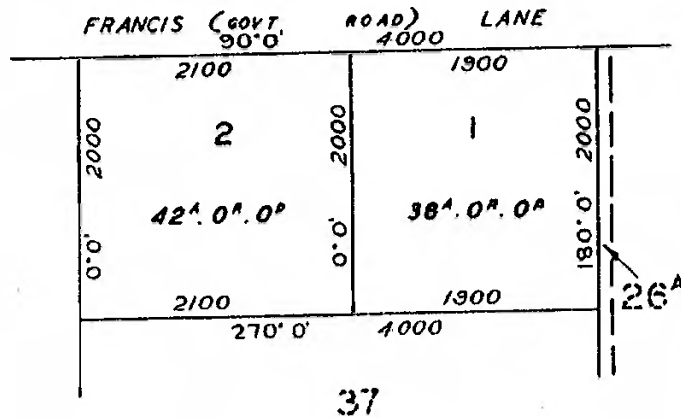 FRANCIS (GOVT ROAD) LANE
90°0' 4000
2100 1900
2000 2000 2000
2 1
42ᴬ. 0ᴿ. 0ᴾ 38ᴬ. 0ᴿ. 0ᴾ
0°0' 0°0' 180°0'
26ᴬ
2100 1900
270°0' 4000
37